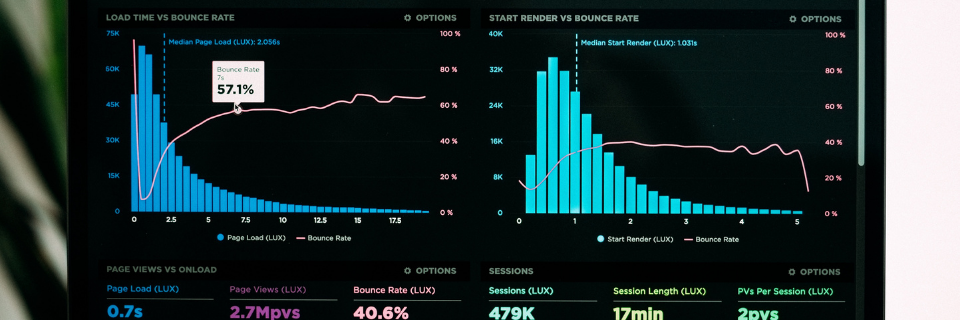 LOAD TIME VS BOUNCE RATE
OPTIONS
75K
100 %
Median Page Load (LUX): 2.056s
60K
80 %
Bounce Rate
7s
57.1%
45K
60 %
30K
40 %
15K
20 %
0
0 %
0 2.5 5 7.5 10 12.5 15 17.5
Page Load (LUX) Bounce Rate
START RENDER VS BOUNCE RATE
OPTIONS
40K
100 %
Median Start Render (LUX): 1.031s
32K
80 %
24K
60 %
16K
40 %
8K
20 %
0
0 %
0 1 2 3 4 5
Start Render (LUX) Bounce Rate
PAGE VIEWS VS ONLOAD
OPTIONS
Page Load (LUX) Page Views (LUX) Bounce Rate (LUX)
0.7s 2.7Mpvs 40.6%
SESSIONS
OPTIONS
Sessions (LUX) Session Length (LUX) PVs Per Session (LUX)
479K 17min 2pvs